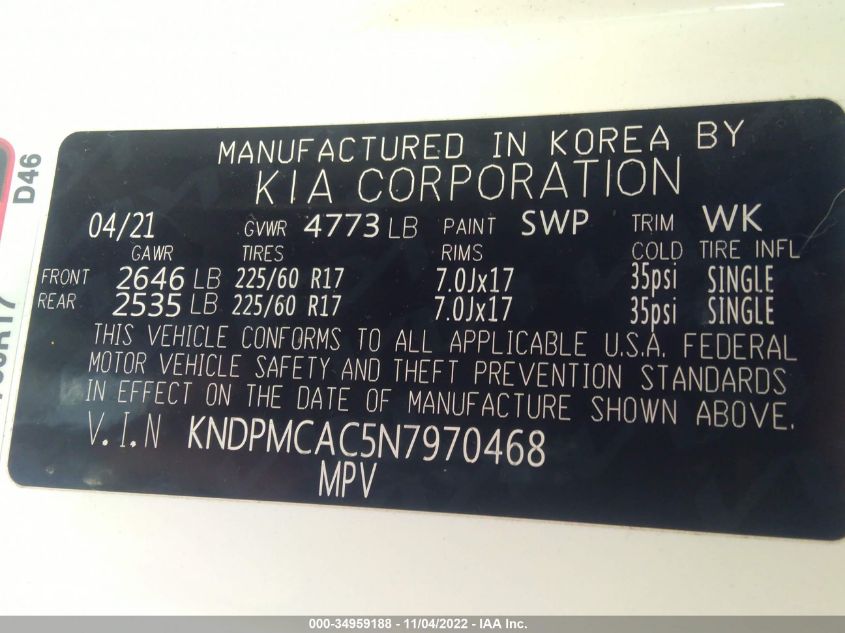 MANUFACTURED IN KOREA BY
KIA CORPORATION
04/21 GVWR 4773 LB PAINT SWP TRIM WK
GAWR TIRES RIMS COLD TIRE INFL
FRONT 2646 LB 225/60 R17 7.0Jx17 35psi SINGLE
REAR 2535 LB 225/60 R17 7.0Jx17 35psi SINGLE
THIS VEHICLE CONFORMS TO ALL APPLICABLE U.S.A. FEDERAL
MOTOR VEHICLE SAFETY AND THEFT PREVENTION STANDARDS
IN EFFECT ON THE DATE OF MANUFACTURE SHOWN ABOVE.
V.I.N KNDPMCAC5N7970468
MPV
D46
000-34959188 - 11/04/2022 - IAA Inc.